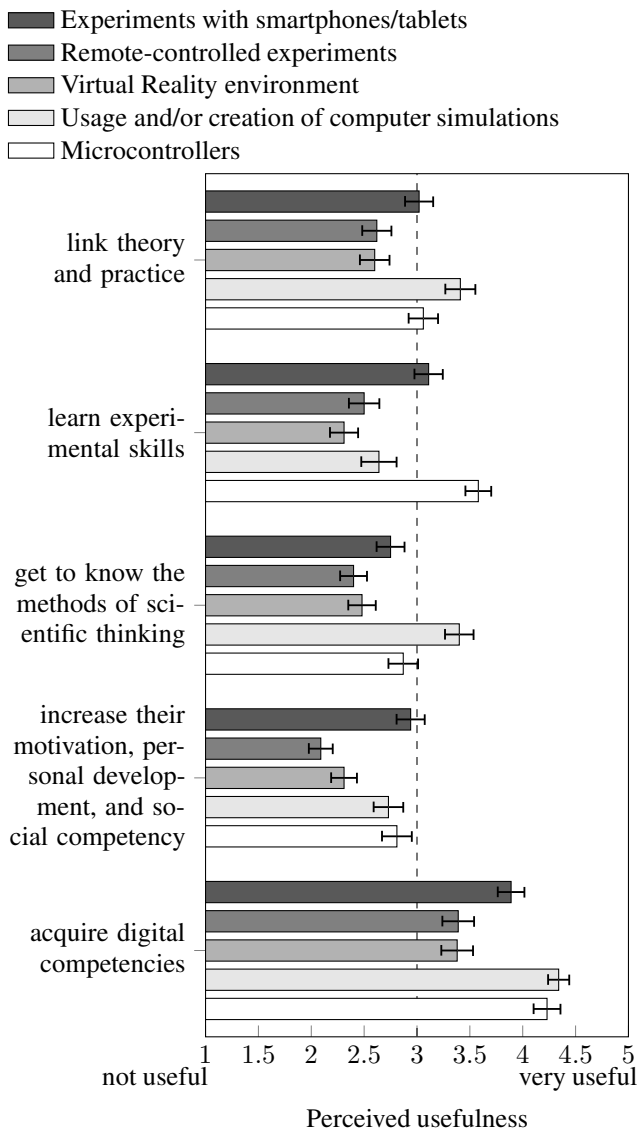 Experiments with smartphones/tablets
Remote-controlled experiments
Virtual Reality environment
Usage and/or creation of computer simulations
Microcontrollers
link theory
and practice
learn experi-
mental skills
get to know the
methods of sci-
entific thinking
increase their
motivation, per-
sonal develop-
ment, and so-
cial competency
acquire digital
competencies
1 1.5 2 2.5 3 3.5 4 4.5 5
not useful very useful
Perceived usefulness